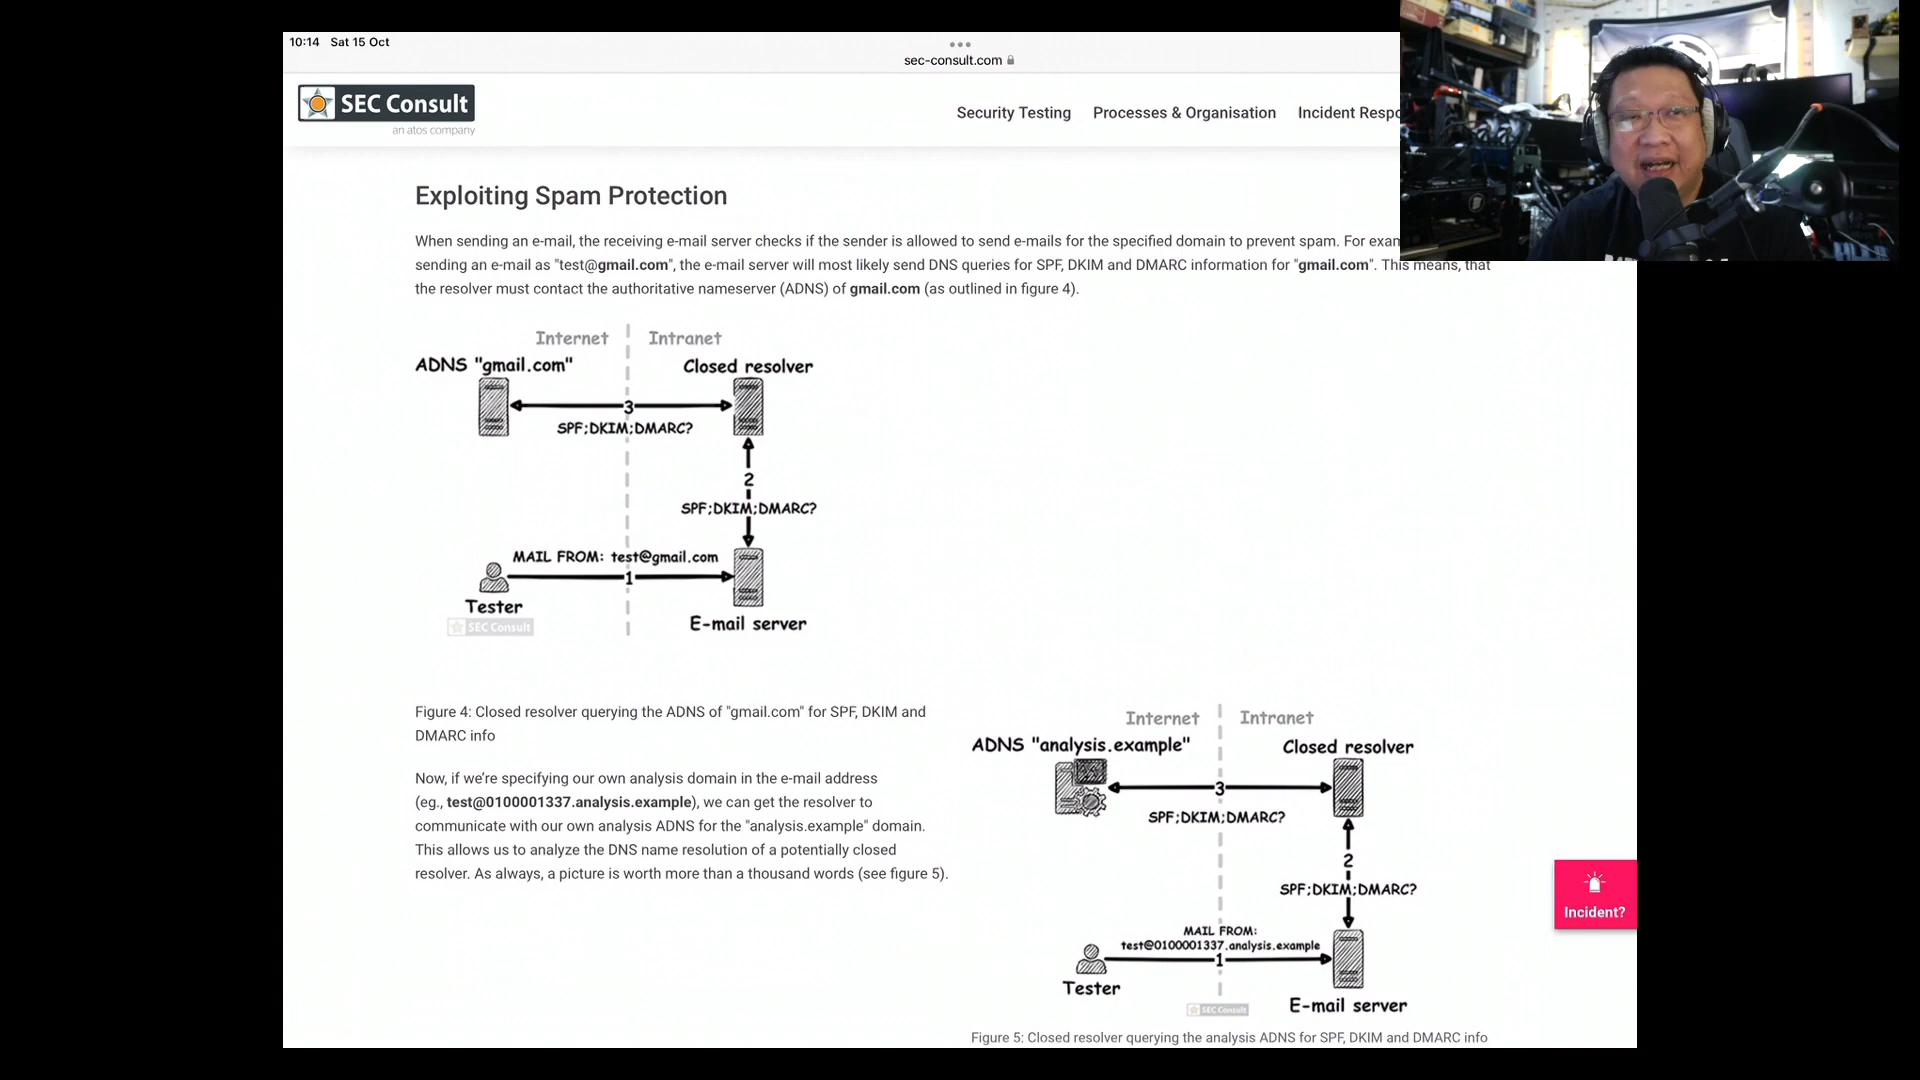 10:14 Sat 15 Oct
sec-consult.com
SEC Consult
an atos company
Security Testing Processes & Organisation Incident
Exploiting Spam Protection
When sending an e-mail, the receiving e-mail server checks if the sender is allowed to send e-mails for the specified domain to prevent spam. For
sending an e-mail as "test@gmail.com", the e-mail server will most likely send DNS queries for SPF, DKIM and DMARC information for "gmail.com". This means, that
the resolver must contact the authoritative nameserver (ADNS) of gmail.com (as outlined in figure 4).
Internet Intranet
ADNS "gmail.com" Closed resolver
3
SPF;DKIM;DMARC?
2
SPF;DKIM;DMARC?
MAIL FROM: test@gmail.com
1
Tester
SEC Consult
E-mail server
Figure 4: Closed resolver querying the ADNS of "gmail.com" for SPF, DKIM and
DMARC info
Now, if we're specifying our own analysis domain in the e-mail address
(eg., test@0100001337.analysis.example), we can get the resolver to
communicate with our own analysis ADNS for the "analysis.example" domain.
This allows us to analyze the DNS name resolution of a potentially closed
resolver. As always, a picture is worth more than a thousand words (see figure 5).
Internet Intranet
ADNS "analysis.example" Closed resolver
3
SPF;DKIM;DMARC?
2
SPF;DKIM;DMARC?
MAIL FROM:
test@0100001337.analysis.example
1
Tester
SEC Consult
E-mail server
Figure 5: Closed resolver querying the analysis ADNS for SPF, DKIM and DMARC info
Incident?